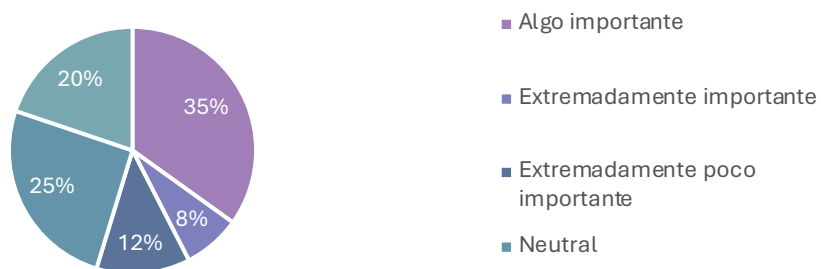 20%
35%
25%
8%
12%
Algo importante
Extremadamente importante
Extremadamente poco
importante
Neutral